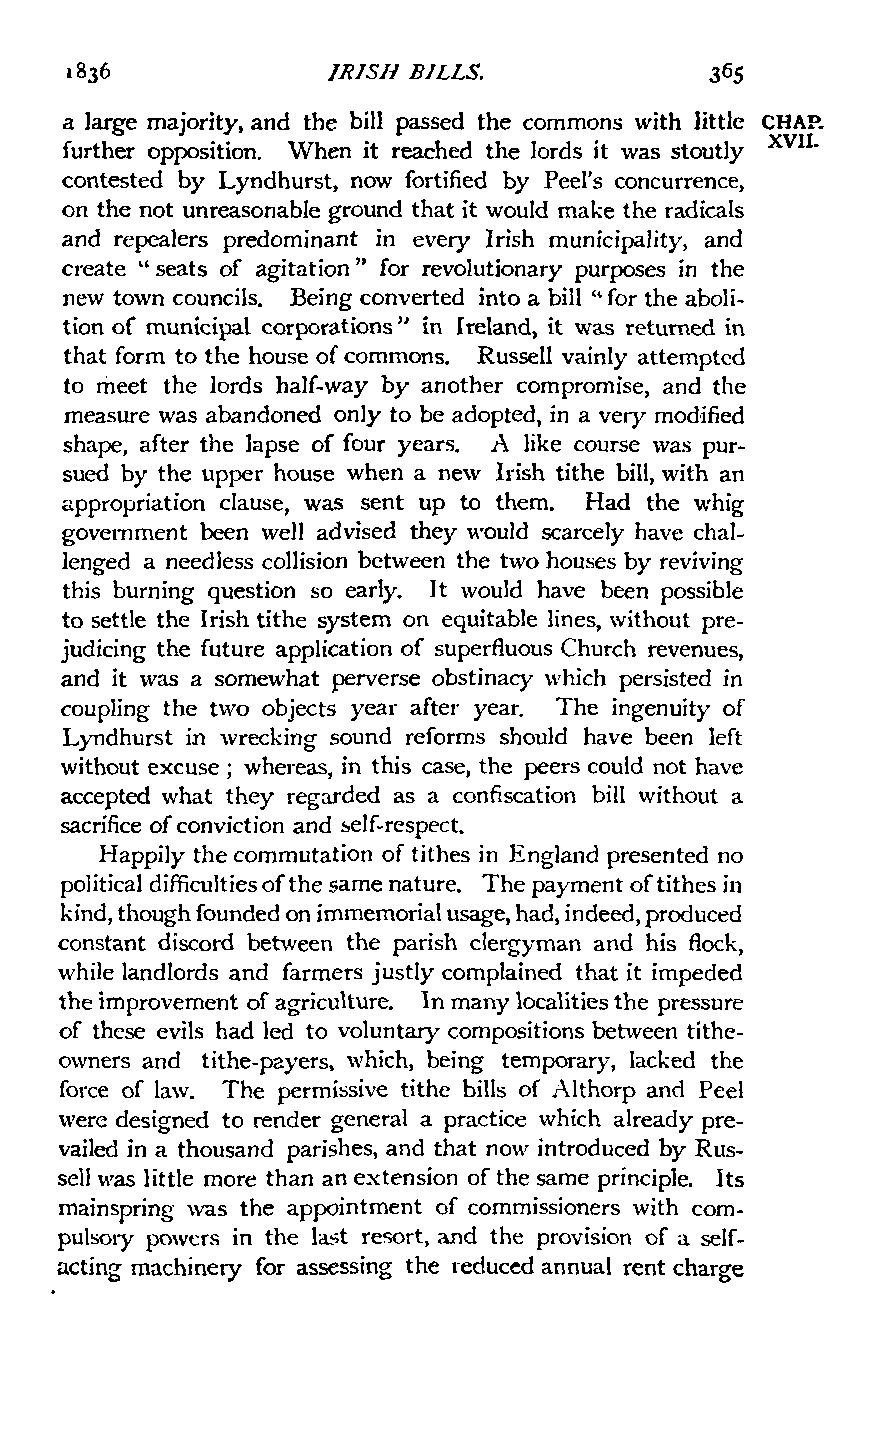 1836 IRISH BILLS. 365
a large majority, and the bill passed the commons with little CHAP. XVII.
further opposition. When it reached the lords it was stoutly
contested by Lyndhurst, now fortified by Peel's concurrence,
on the not unreasonable ground that it would make the radicals
and repealers predominant in every Irish municipality, and
create "seats of agitation" for revolutionary purposes in the
new town councils. Being converted into a bill "for the aboli-
tion of municipal corporations" in Ireland, it was returned in
that form to the house of commons. Russell vainly attempted
to meet the lords half-way by another compromise, and the
measure was abandoned only to be adopted, in a very modified
shape, after the lapse of four years. A like course was pur-
sued by the upper house when a new Irish tithe bill, with an
appropriation clause, was sent up to them. Had the whig
government been well advised they would scarcely have chal-
lenged a needless collision between the two houses by reviving
this burning question so early. It would have been possible
to settle the Irish tithe system on equitable lines, without pre-
judicing the future application of superfluous Church revenues,
and it was a somewhat perverse obstinacy which persisted in
coupling the two objects year after year. The ingenuity of
Lyndhurst in wrecking sound reforms should have been left
without excuse ; whereas, in this case, the peers could not have
accepted what they regarded as a confiscation bill without a
sacrifice of conviction and self-respect.
Happily the commutation of tithes in England presented no
political difficulties of the same nature. The payment of tithes in
kind, though founded on immemorial usage, had, indeed, produced
constant discord between the parish clergyman and his flock,
while landlords and farmers justly complained that it impeded
the improvement of agriculture. In many localities the pressure
of these evils had led to voluntary compositions between tithe-
owners and tithe-payers, which, being temporary, lacked the
force of law. The permissive tithe bills of Althorp and Peel
were designed to render general a practice which already pre-
vailed in a thousand parishes, and that now introduced by Rus-
sell was little more than an extension of the same principle. Its
mainspring was the appointment of commissioners with com-
pulsory powers in the last resort, and the provision of a self-
acting machinery for assessing the reduced annual rent charge